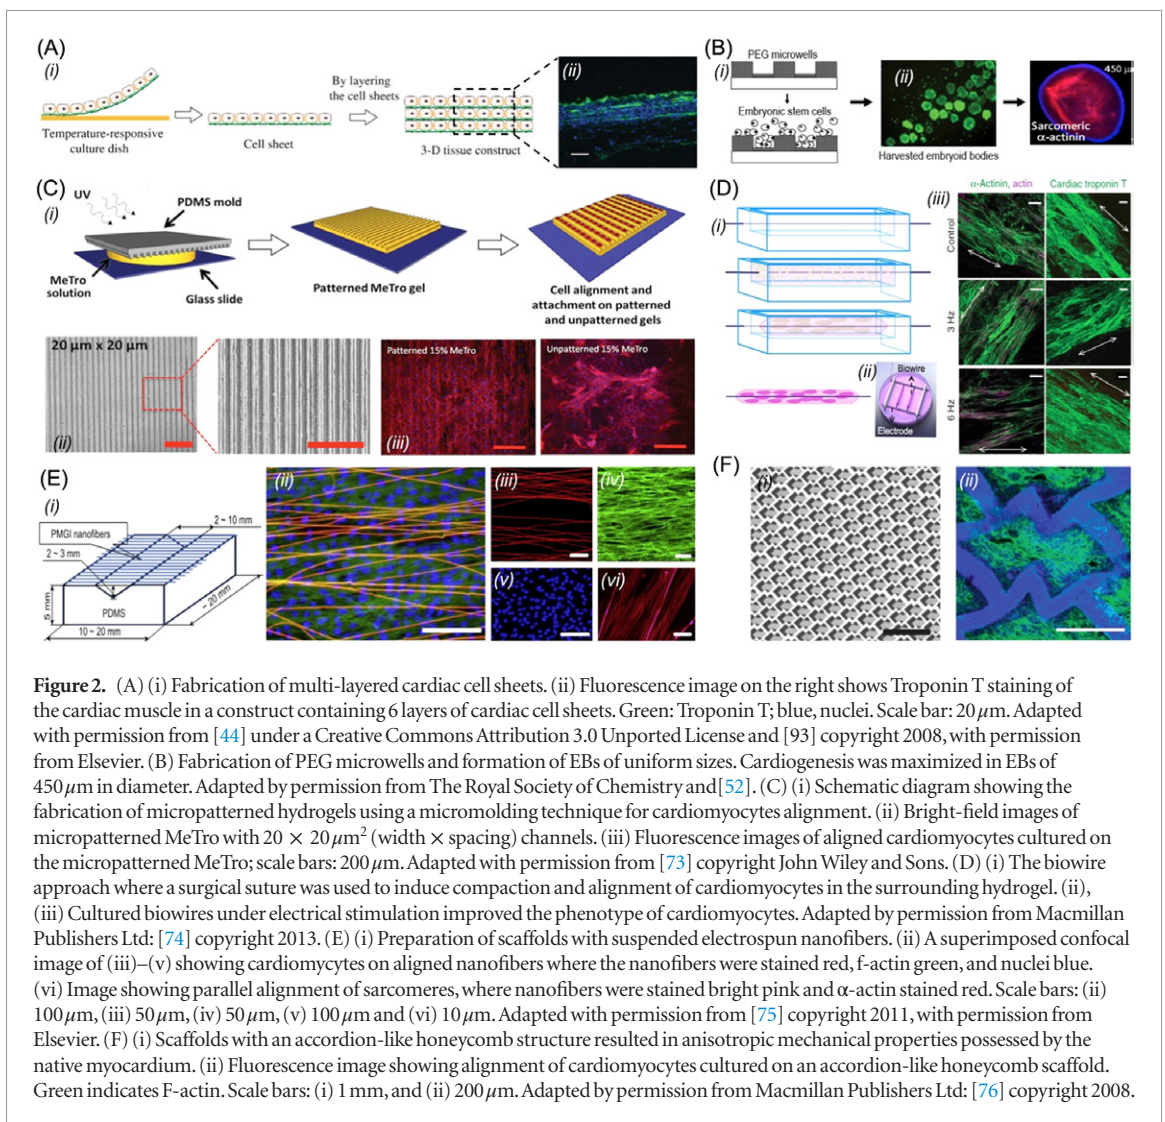 (A)
(i)
Temperature-responsive
culture dish
Cell sheet
By layering
the cell sheets
3-D tissue construct
(ii)
(B)
(i)
PEG microwells
Embryonic stem cells
(ii)
Harvested embryoid bodies
450 μm
Sarcomeric
α-actinin
(C)
(i)
UV
PDMS mold
MeTro
solution
Glass slide
Patterned MeTro gel
Cell alignment and
attachment on patterned
and unpatterned gels
20 μm x 20 μm
(ii)
Patterned 15% MeTro
(iii)
Unpatterned 15% MeTro
(D)
(i)
(ii)
Biowire
Electrode
(iii)
α-Actinin, actin
Cardiac troponin T
Control
3 Hz
6 Hz
(E)
(i)
PMGI nanofibers
2 ~ 10 mm
2 ~ 3 mm
5 mm
PDMS
~20 mm
10 ~ 20 mm
(ii)
(iii)
(iv)
(v)
(vi)
(F)
(i)
(ii)
Figure 2. (A) (i) Fabrication of multi-layered cardiac cell sheets. (ii) Fluorescence image on the right shows Troponin T staining of
the cardiac muscle in a construct containing 6 layers of cardiac cell sheets. Green: Troponin T; blue, nuclei. Scale bar: 20 μm. Adapted
with permission from [44] under a Creative Commons Attribution 3.0 Unported License and [93] copyright 2008, with permission
from Elsevier. (B) Fabrication of PEG microwells and formation of EBs of uniform sizes. Cardiogenesis was maximized in EBs of
450 μm in diameter. Adapted by permission from The Royal Society of Chemistry and [52]. (C) (i) Schematic diagram showing the
fabrication of micropatterned hydrogels using a micromolding technique for cardiomyocytes alignment. (ii) Bright-field images of
micropatterned MeTro with 20 × 20 μm² (width × spacing) channels. (iii) Fluorescence images of aligned cardiomyocytes cultured on
the micropatterned MeTro; scale bars: 200 μm. Adapted with permission from [73] copyright John Wiley and Sons. (D) (i) The biowire
approach where a surgical suture was used to induce compaction and alignment of cardiomyocytes in the surrounding hydrogel. (ii),
(iii) Cultured biowires under electrical stimulation improved the phenotype of cardiomyocytes. Adapted by permission from Macmillan
Publishers Ltd: [74] copyright 2013. (E) (i) Preparation of scaffolds with suspended electrospun nanofibers. (ii) A superimposed confocal
image of (iii)–(v) showing cardiomycytes on aligned nanofibers where the nanofibers were stained red, f-actin green, and nuclei blue.
(vi) Image showing parallel alignment of sarcomeres, where nanofibers were stained bright pink and α-actin stained red. Scale bars: (ii)
100 μm, (iii) 50 μm, (iv) 50 μm, (v) 100 μm and (vi) 10 μm. Adapted with permission from [75] copyright 2011, with permission from
Elsevier. (F) (i) Scaffolds with an accordion-like honeycomb structure resulted in anisotropic mechanical properties possessed by the
native myocardium. (ii) Fluorescence image showing alignment of cardiomyocytes cultured on an accordion-like honeycomb scaffold.
Green indicates F-actin. Scale bars: (i) 1 mm, and (ii) 200 μm. Adapted by permission from Macmillan Publishers Ltd: [76] copyright 2008.